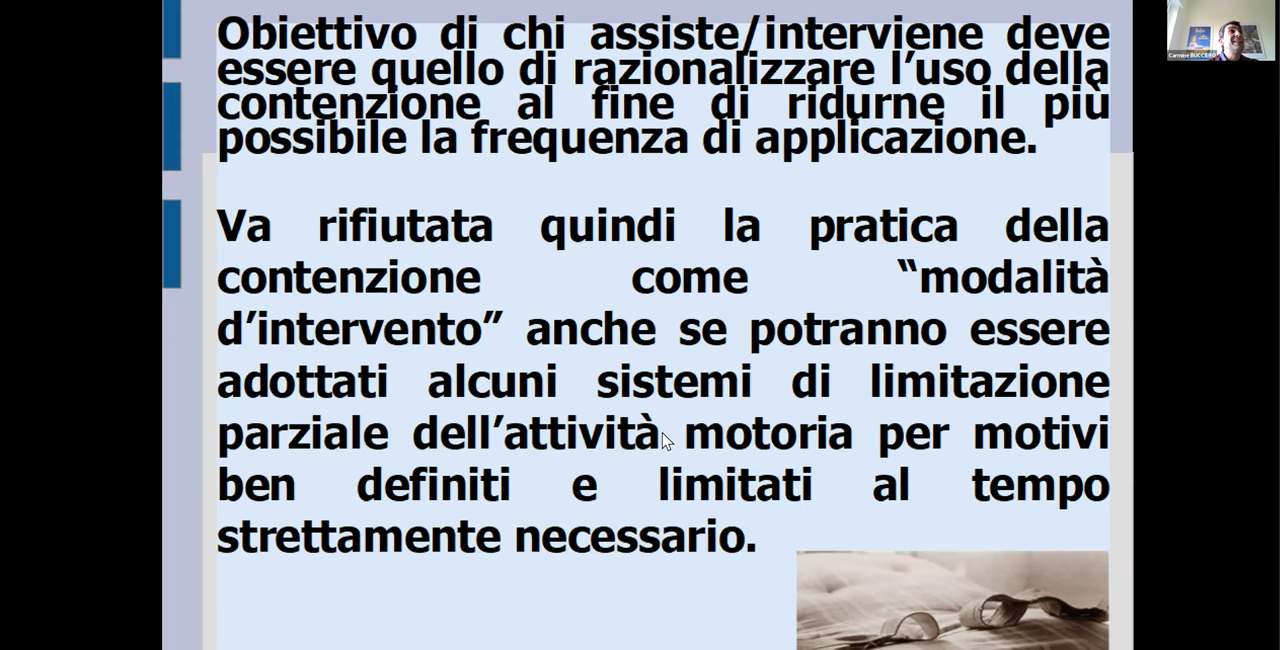 Obiettivo di chi assiste/interviene deve
essere quello di razionalizzare l’uso della
contenzione al fine di ridurne il più
possibile la frequenza di applicazione.
Va rifiutata quindi la pratica della
contenzione come “modalità
d’intervento” anche se potranno essere
adottati alcuni sistemi di limitazione
parziale dell’attività motoria per motivi
ben definiti e limitati al tempo
strettamente necessario.
Carmine BUCCERO